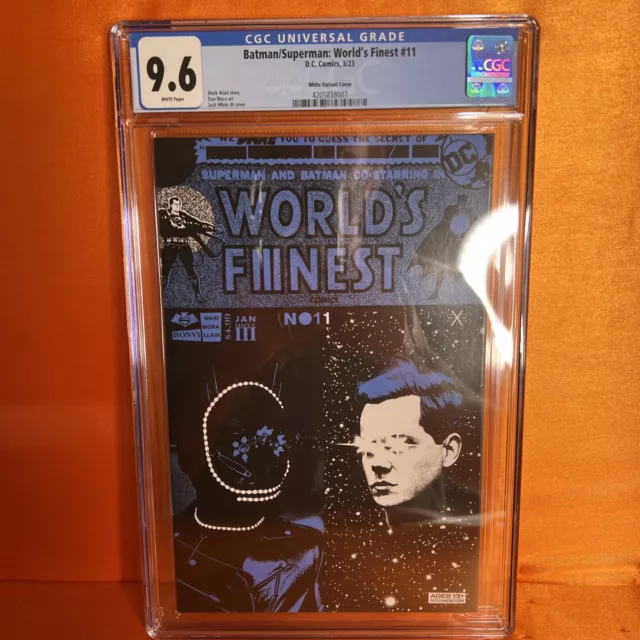 CGC UNIVERSAL GRADE
9.6
WHITE Pages
Batman/Superman: World's Finest #11
D.C. Comics, 3/23
White Variant Cover
4205838007
Mark Waid story
Dan Mora art
Jack White III cover
CGC
WE DARE YOU TO GUESS THE SECRET OF
DC
SUPERMAN AND BATMAN CO-STARRING IN
WORLD'S
FIIINEST
COMICS
NO11
X
WAID
MORA
LLAIN
BONVI
$4.99
JAN
III
AGES 13+